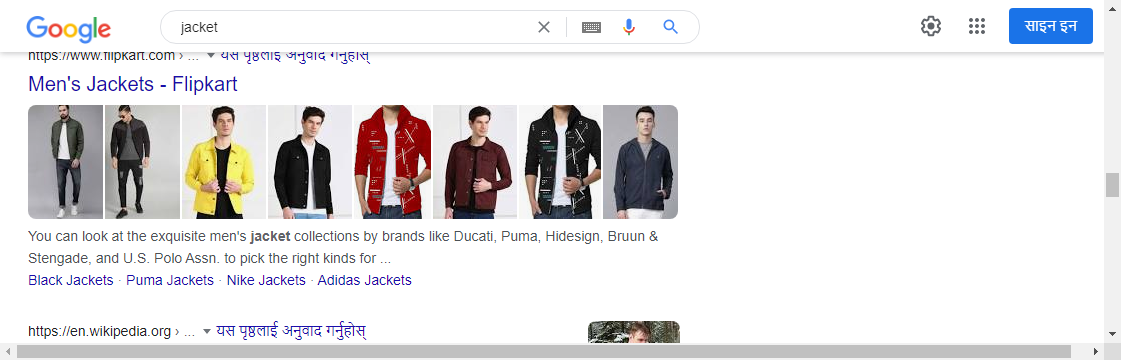 Google
jacket
साइन इन
https://www.flipkart.com › ... यस पृष्ठलाई अनुवाद गर्नुहोस्
Men's Jackets - Flipkart
You can look at the exquisite men's jacket collections by brands like Ducati, Puma, Hidesign, Bruun &
Stengade, and U.S. Polo Assn. to pick the right kinds for ...
Black Jackets · Puma Jackets · Nike Jackets · Adidas Jackets
https://en.wikipedia.org › ... यस पृष्ठलाई अनुवाद गर्नुहोस्